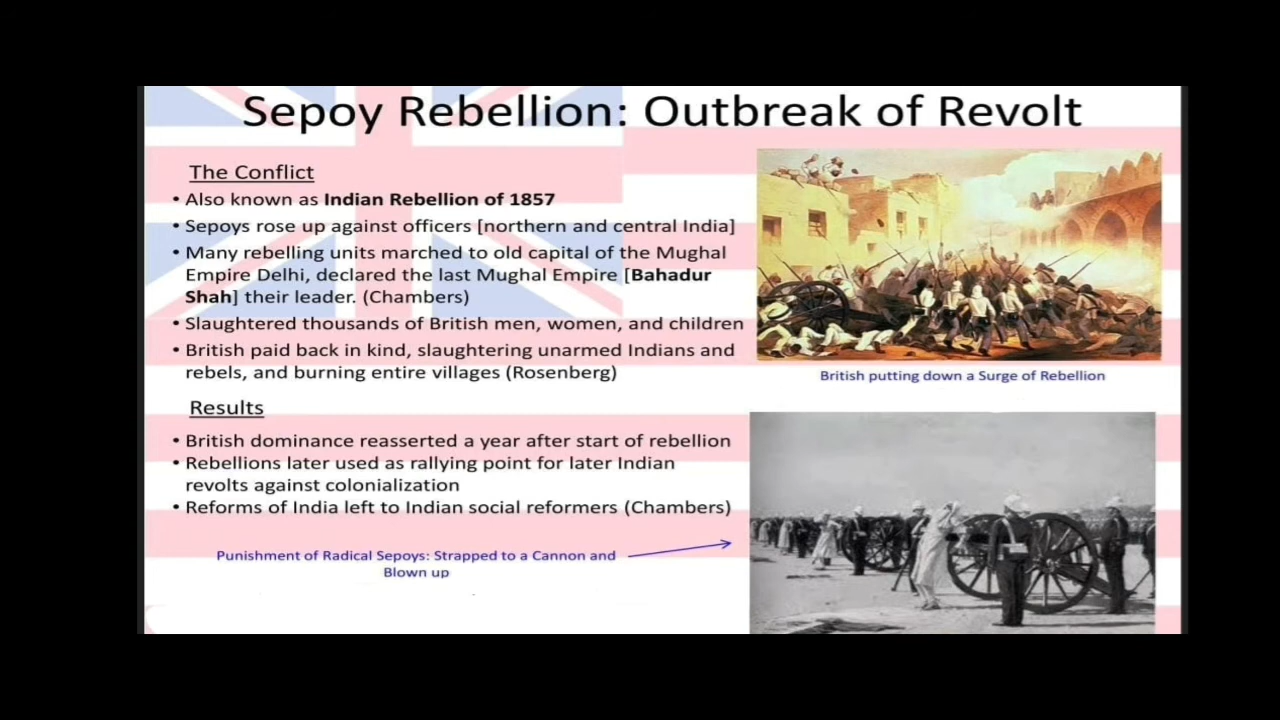 Sepoy Rebellion: Outbreak of Revolt
The Conflict
• Also known as Indian Rebellion of 1857
• Sepoys rose up against officers [northern and central India]
• Many rebelling units marched to old capital of the Mughal
Empire Delhi, declared the last Mughal Empire [Bahadur
Shah] their leader. (Chambers)
• Slaughtered thousands of British men, women, and children
• British paid back in kind, slaughtering unarmed Indians and
rebels, and burning entire villages (Rosenberg)
British putting down a Surge of Rebellion
Results
• British dominance reasserted a year after start of rebellion
• Rebellions later used as rallying point for later Indian
revolts against colonialization
• Reforms of India left to Indian social reformers (Chambers)
Punishment of Radical Sepoys: Strapped to a Cannon and
Blown up